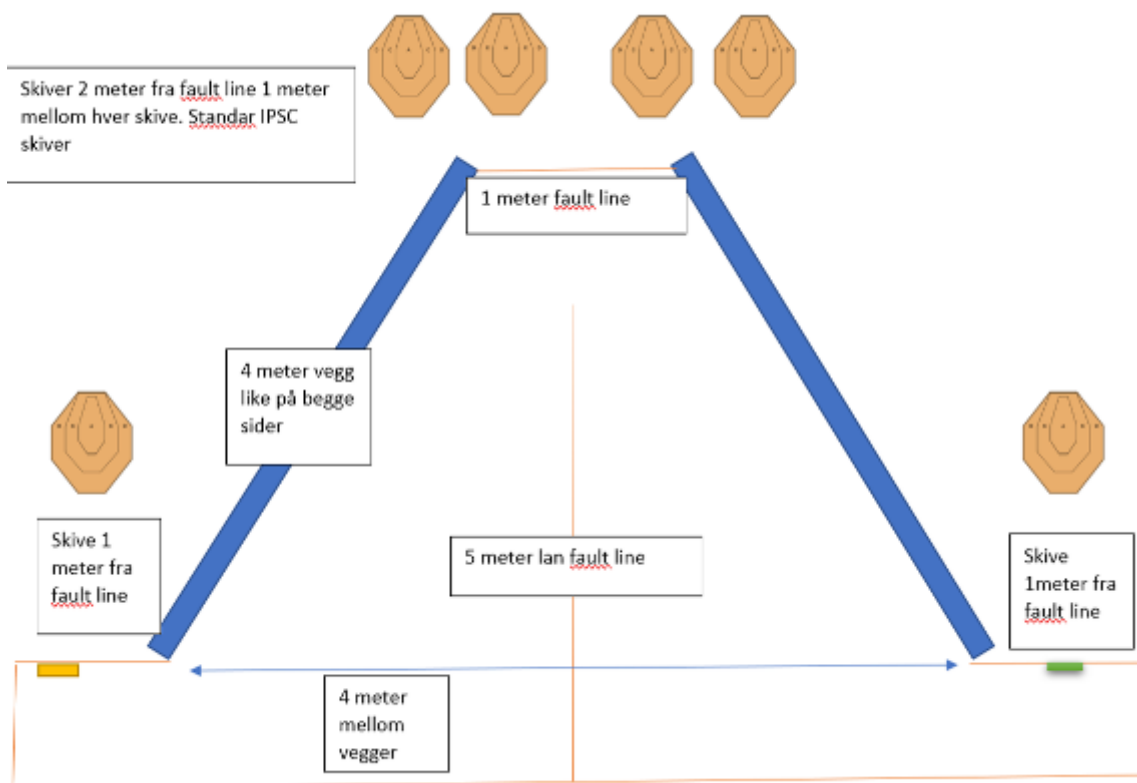 Skiver 2 meter fra fault line 1 meter
mellom hver skive. Standar IPSC
skiver
1 meter fault line
4 meter vegg
like på begge
sider
Skive 1
meter fra
fault line
5 meter lan fault line
Skive
1meter fra
fault line
4 meter
mellom
vegger